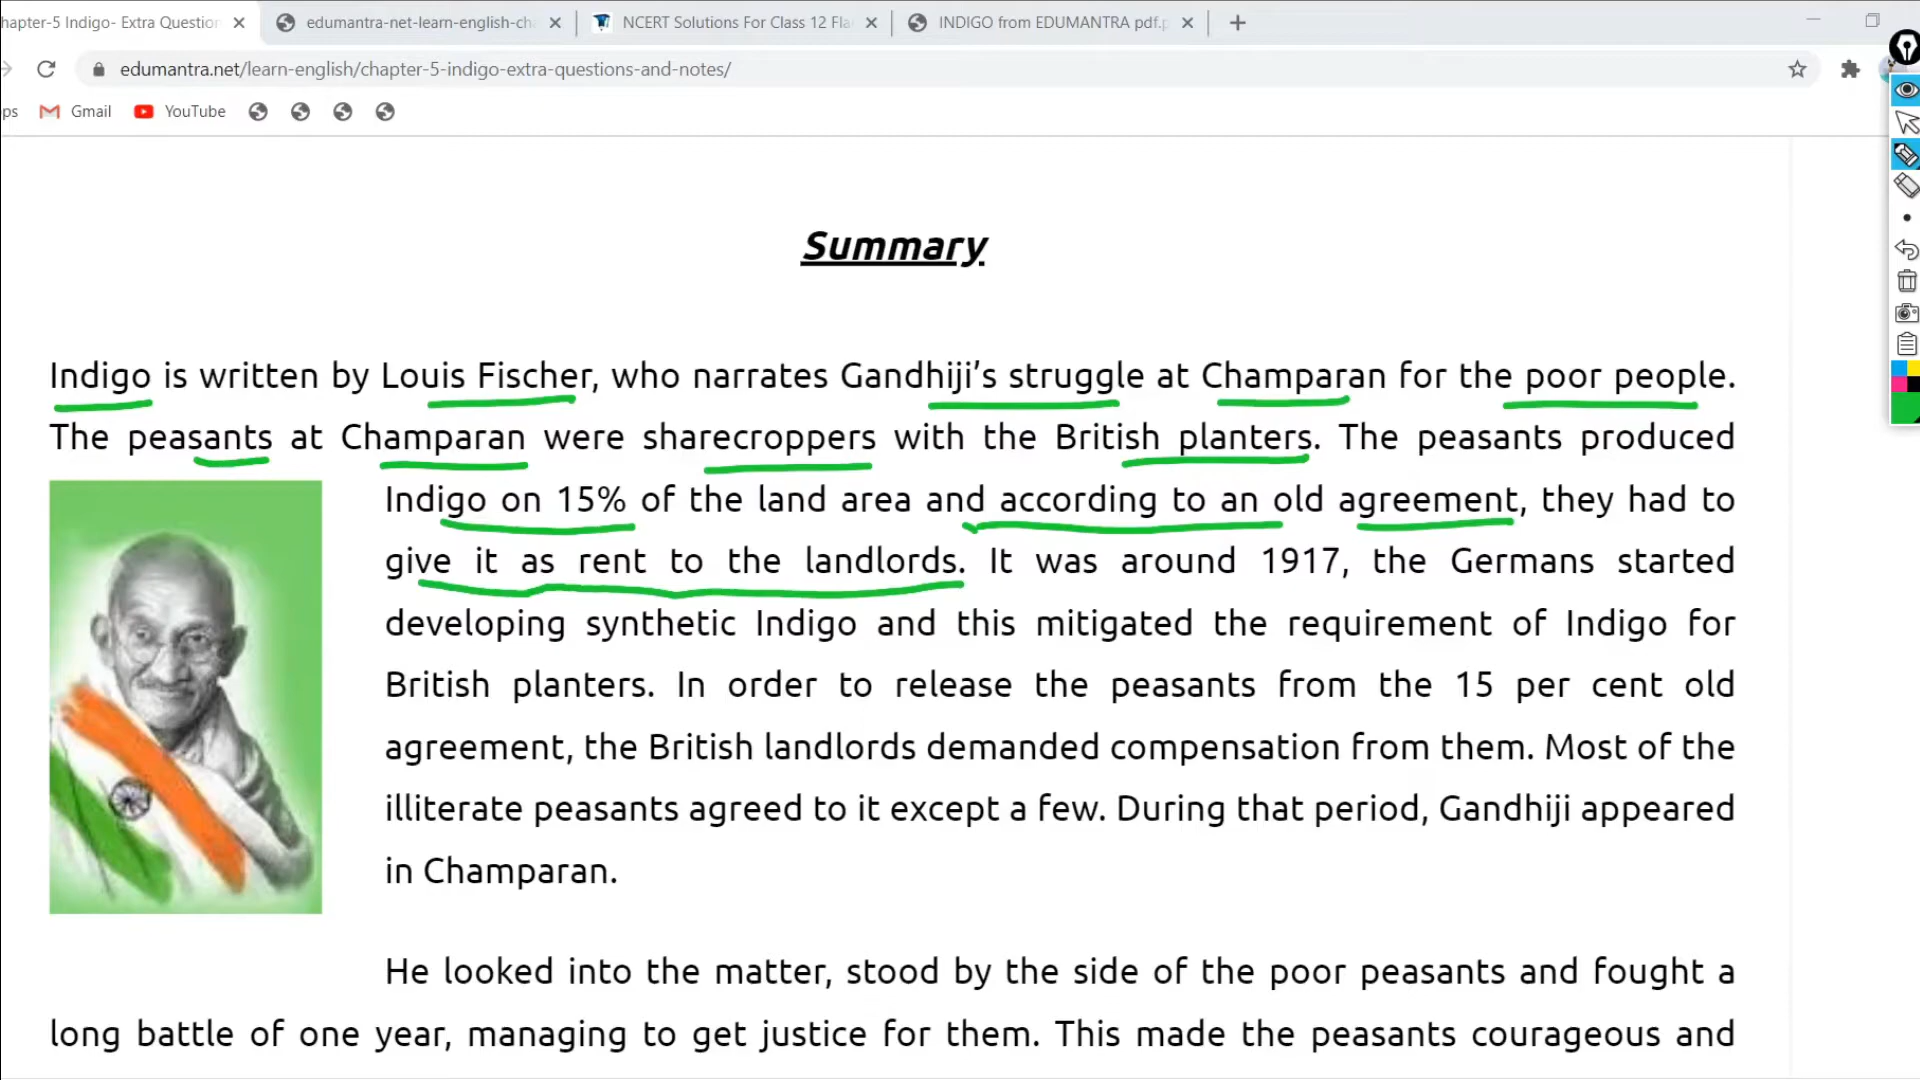 hapter-5 Indigo- Extra Question
edumantra-net-learn-english-ch
NCERT Solutions For Class 12 Fla
INDIGO from EDUMANTRA pdf.p
edumantra.net/learn-english/chapter-5-indigo-extra-questions-and-notes/
ps Gmail YouTube
Summary
Indigo is written by Louis Fischer, who narrates Gandhiji’s struggle at Champaran for the poor people.
The peasants at Champaran were sharecroppers with the British planters. The peasants produced
Indigo on 15% of the land area and according to an old agreement, they had to
give it as rent to the landlords. It was around 1917, the Germans started
developing synthetic Indigo and this mitigated the requirement of Indigo for
British planters. In order to release the peasants from the 15 per cent old
agreement, the British landlords demanded compensation from them. Most of the
illiterate peasants agreed to it except a few. During that period, Gandhiji appeared
in Champaran.
He looked into the matter, stood by the side of the poor peasants and fought a
long battle of one year, managing to get justice for them. This made the peasants courageous and